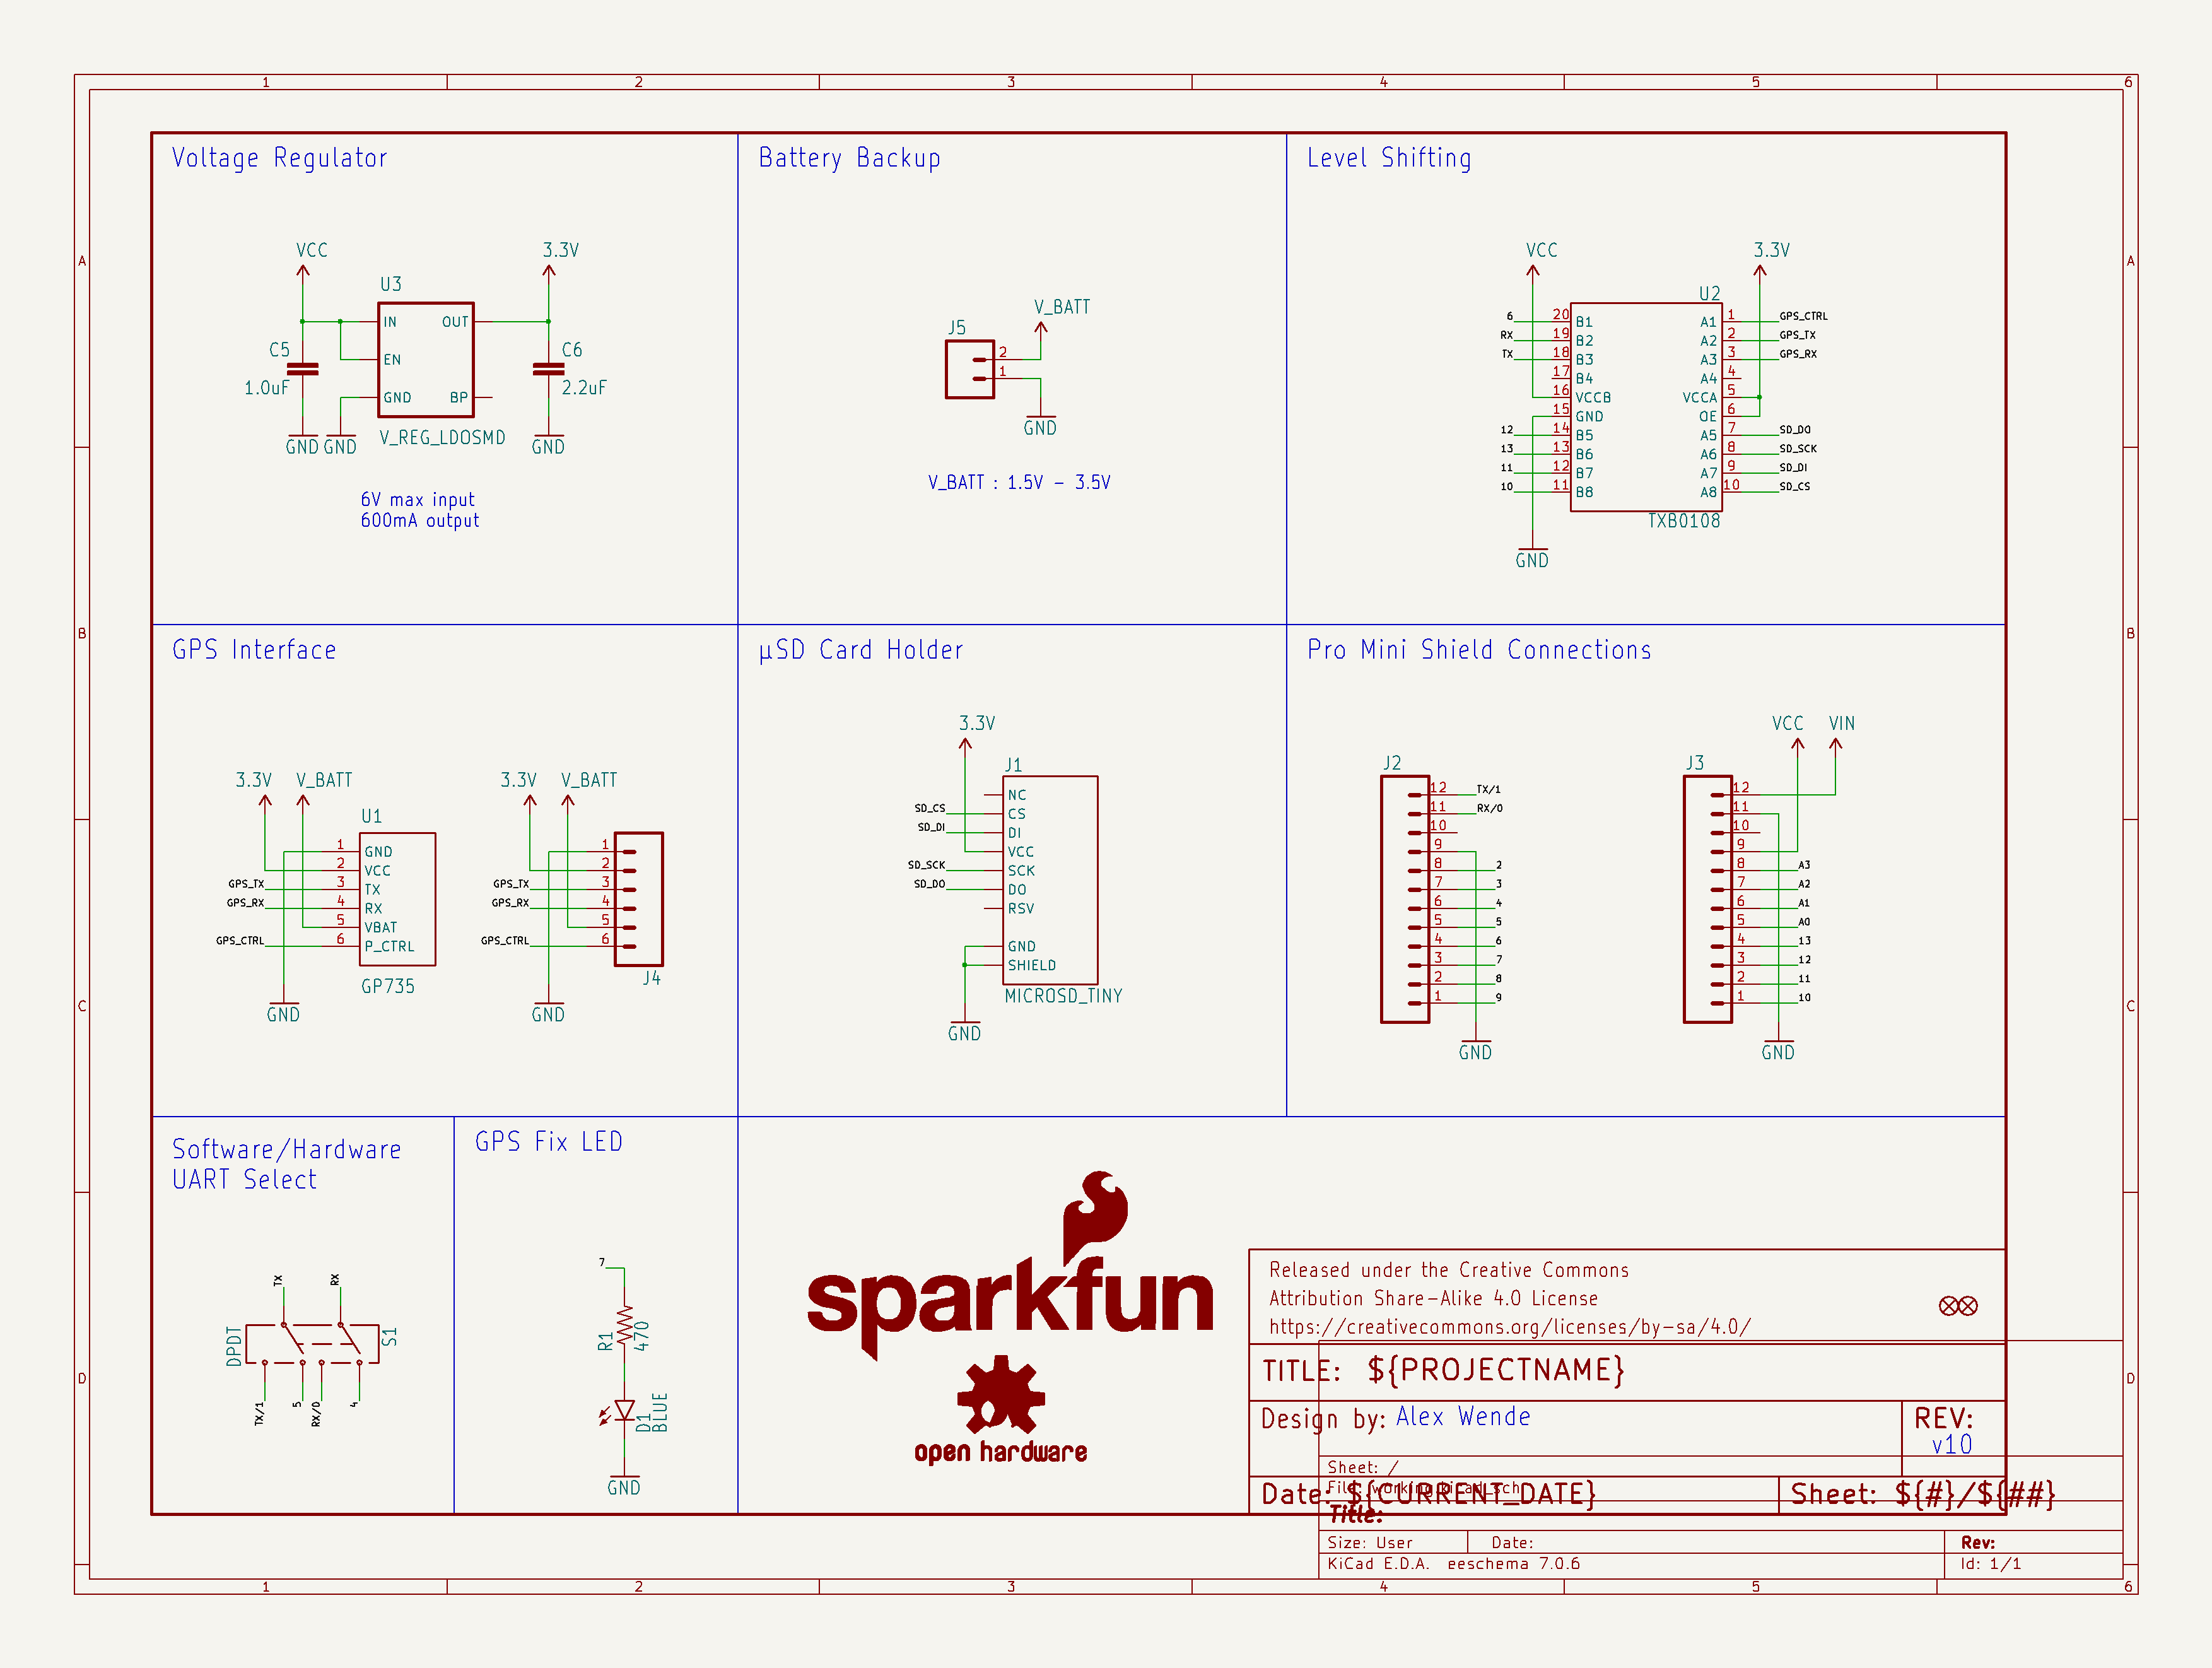 1 2 3 4 5 6
A A
B B
C C
D D
Voltage Regulator
VCC
3.3V
U3
IN OUT
EN
GND BP
C5
1.0uF
C6
2.2uF
GND GND GND
V_REG_LDOSMD
6V max input
600mA output
Battery Backup
V_BATT
J5
2
1
GND
V_BATT : 1.5V - 3.5V
Level Shifting
VCC 3.3V
U2
6 20 B1 A1 1 GPS_CTRL
RX 19 B2 A2 2 GPS_TX
TX 18 B3 A3 3 GPS_RX
17 B4 A4 4
16 VCCB VCCA 5
15 GND OE 6
12 14 B5 A5 7 SD_DO
13 13 B6 A6 8 SD_SCK
11 12 B7 A7 9 SD_DI
10 11 B8 A8 10 SD_CS
TXB0108
GND
GPS Interface
3.3V V_BATT
U1
1 GND
2 VCC
GPS_TX 3 TX
GPS_RX 4 RX
5 VBAT
GPS_CTRL 6 P_CTRL
GP735
GND
3.3V V_BATT
1
2
GPS_TX 3
GPS_RX 4
5
GPS_CTRL 6
J4
GND
µSD Card Holder
3.3V
J1
NC
SD_CS CS
SD_DI DI
VCC
SD_SCK SCK
SD_DO DO
RSV
GND
SHIELD
MICROSD_TINY
GND
Pro Mini Shield Connections
J2
12 TX/1
11 RX/0
10
9
8 2
7 3
6 4
5 5
4 6
3 7
2 8
1 9
GND
VCC VIN
J3
12
11
10
9
8 A3
7 A2
6 A1
5 A0
4 13
3 12
2 11
1 10
GND
Software/Hardware
UART Select
TX RX
DPDT S1
TX/1 5 RX/0 4
GPS Fix LED
7
R1 470
D1 BLUE
GND
sparkfun
open hardware
Released under the Creative Commons
Attribution Share-Alike 4.0 License
https://creativecommons.org/licenses/by-sa/4.0/
TITLE: ${PROJECTNAME}
Design by: Alex Wende
REV:
v10
Sheet: /
File: working.kicad_sch
Date: ${CURRENT_DATE}
Sheet: ${#}/${##}
Title:
Size: User Date: Rev:
KiCad E.D.A. eeschema 7.0.6 Id: 1/1
1 2 3 4 5 6